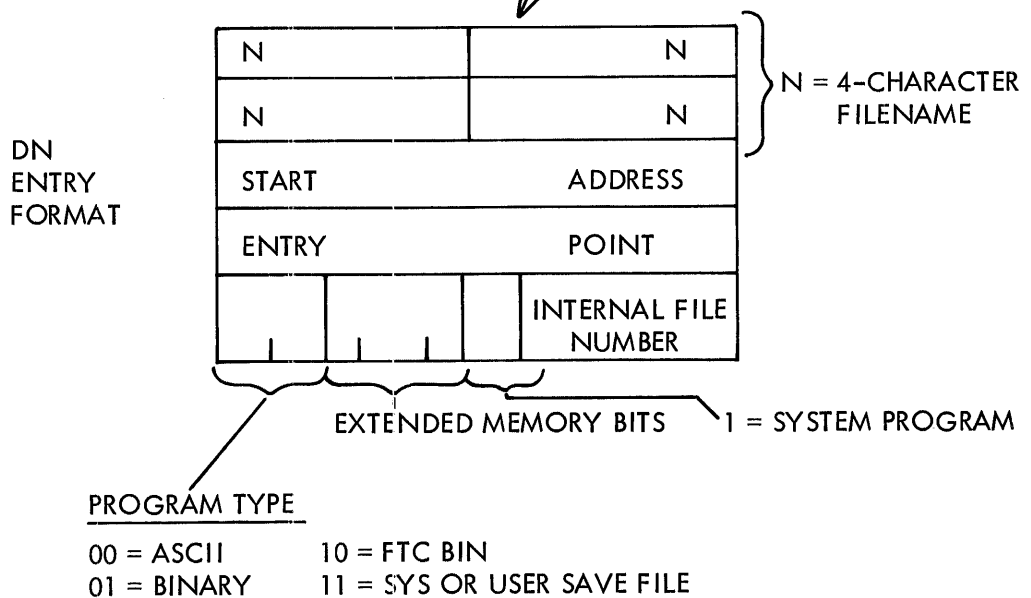 N N
N N
N = 4-CHARACTER
FILENAME
DN
ENTRY
FORMAT
START ADDRESS
ENTRY POINT
INTERNAL FILE
NUMBER
EXTENDED MEMORY BITS
1 = SYSTEM PROGRAM
PROGRAM TYPE
00 = ASCII 10 = FTC BIN
01 = BINARY 11 = SYS OR USER SAVE FILE